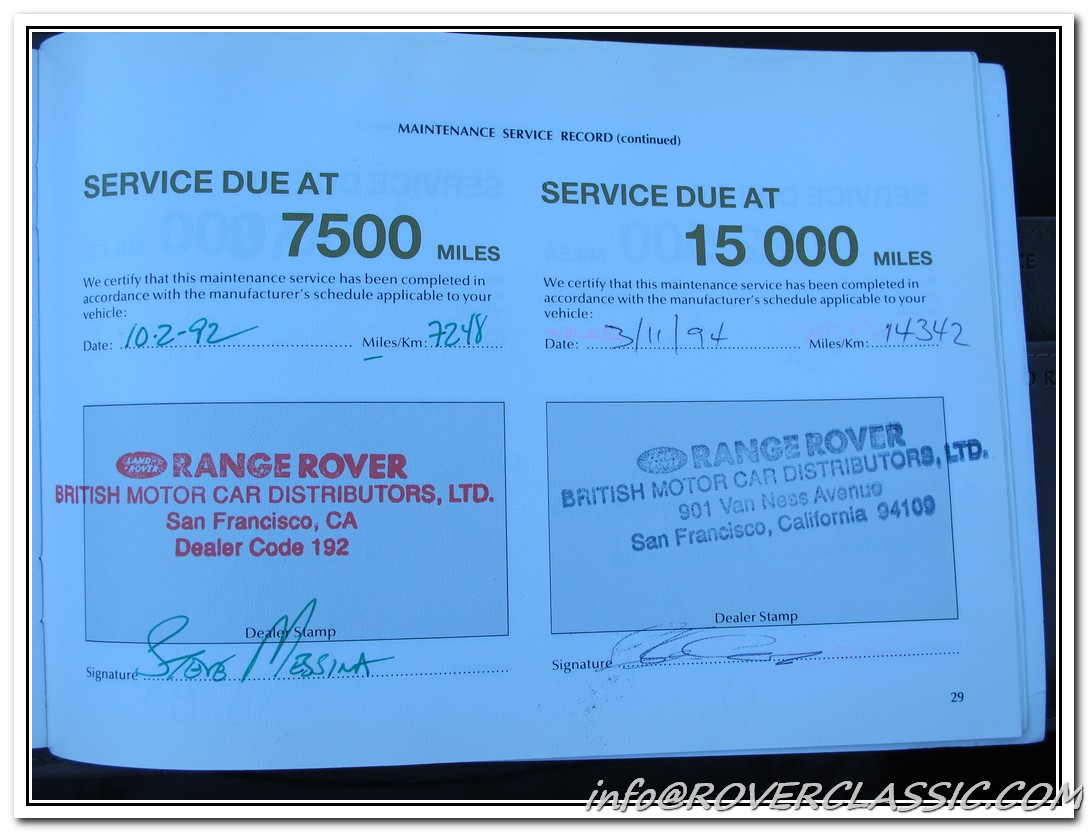 MAINTENANCE SERVICE RECORD (continued)
SERVICE DUE AT
7500 MILES
We certify that this maintenance service has been completed in
accordance with the manufacturer's schedule applicable to your
vehicle:
Date: 10-2-92 Miles/Km: 7248
LAND-ROVER RANGE ROVER
BRITISH MOTOR CAR DISTRIBUTORS, LTD.
San Francisco, CA
Dealer Code 192
Dealer Stamp
Signature Steve Messina
SERVICE DUE AT
15 000 MILES
We certify that this maintenance service has been completed in
accordance with the manufacturer's schedule applicable to your
vehicle:
Date: 3/11/94 Miles/Km: 14342
RANGE ROVER
BRITISH MOTOR CAR DISTRIBUTORS, LTD.
901 Van Ness Avenue
San Francisco, California 94109
Dealer Stamp
Signature
29
info@ROVERCLASSIC.COM